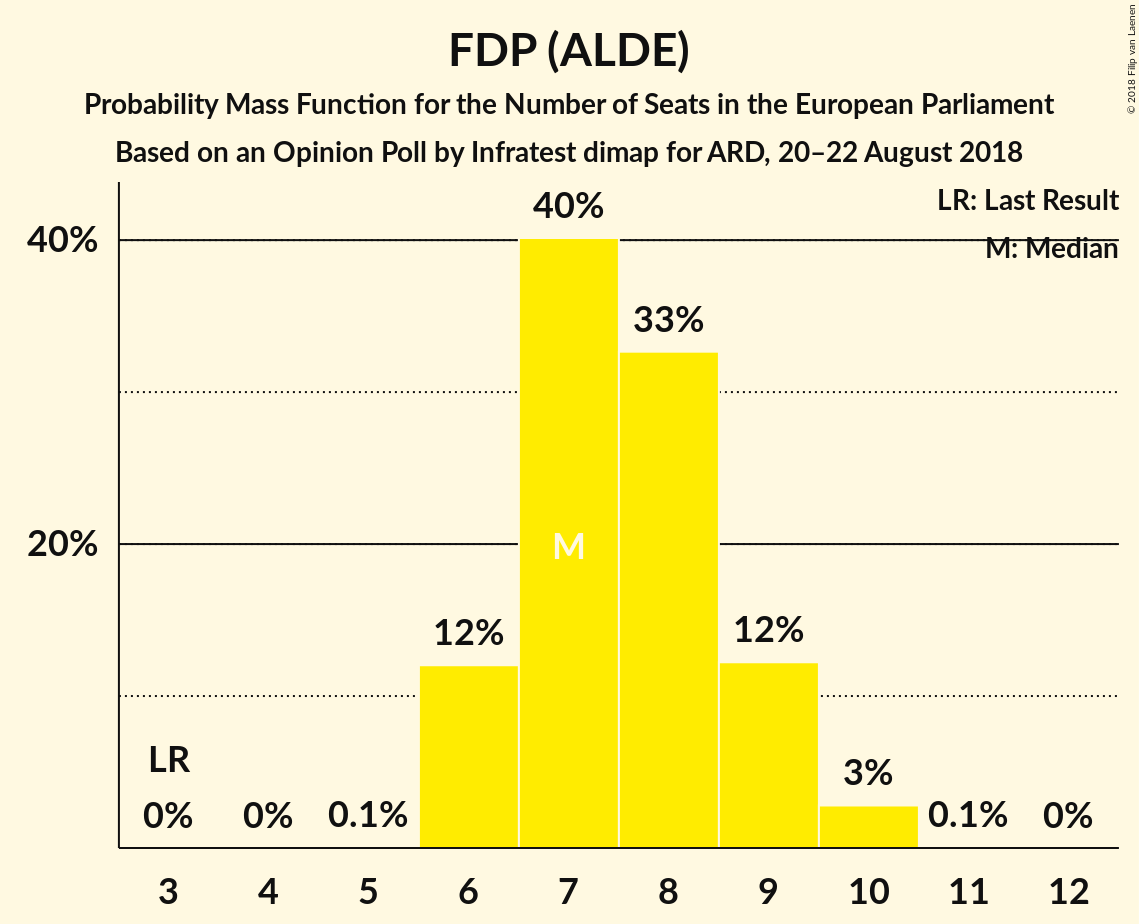 FDP (ALDE)
Probability Mass Function for the Number of Seats in the European Parliament
Based on an Opinion Poll by Infratest dimap for ARD, 20–22 August 2018
© 2018 Filip van Laenen
LR: Last Result
M: Median
40%
20%
40%
33%
M
12%
12%
LR
0%
0%
0.1%
3%
0.1%
0%
3 4 5 6 7 8 9 10 11 12